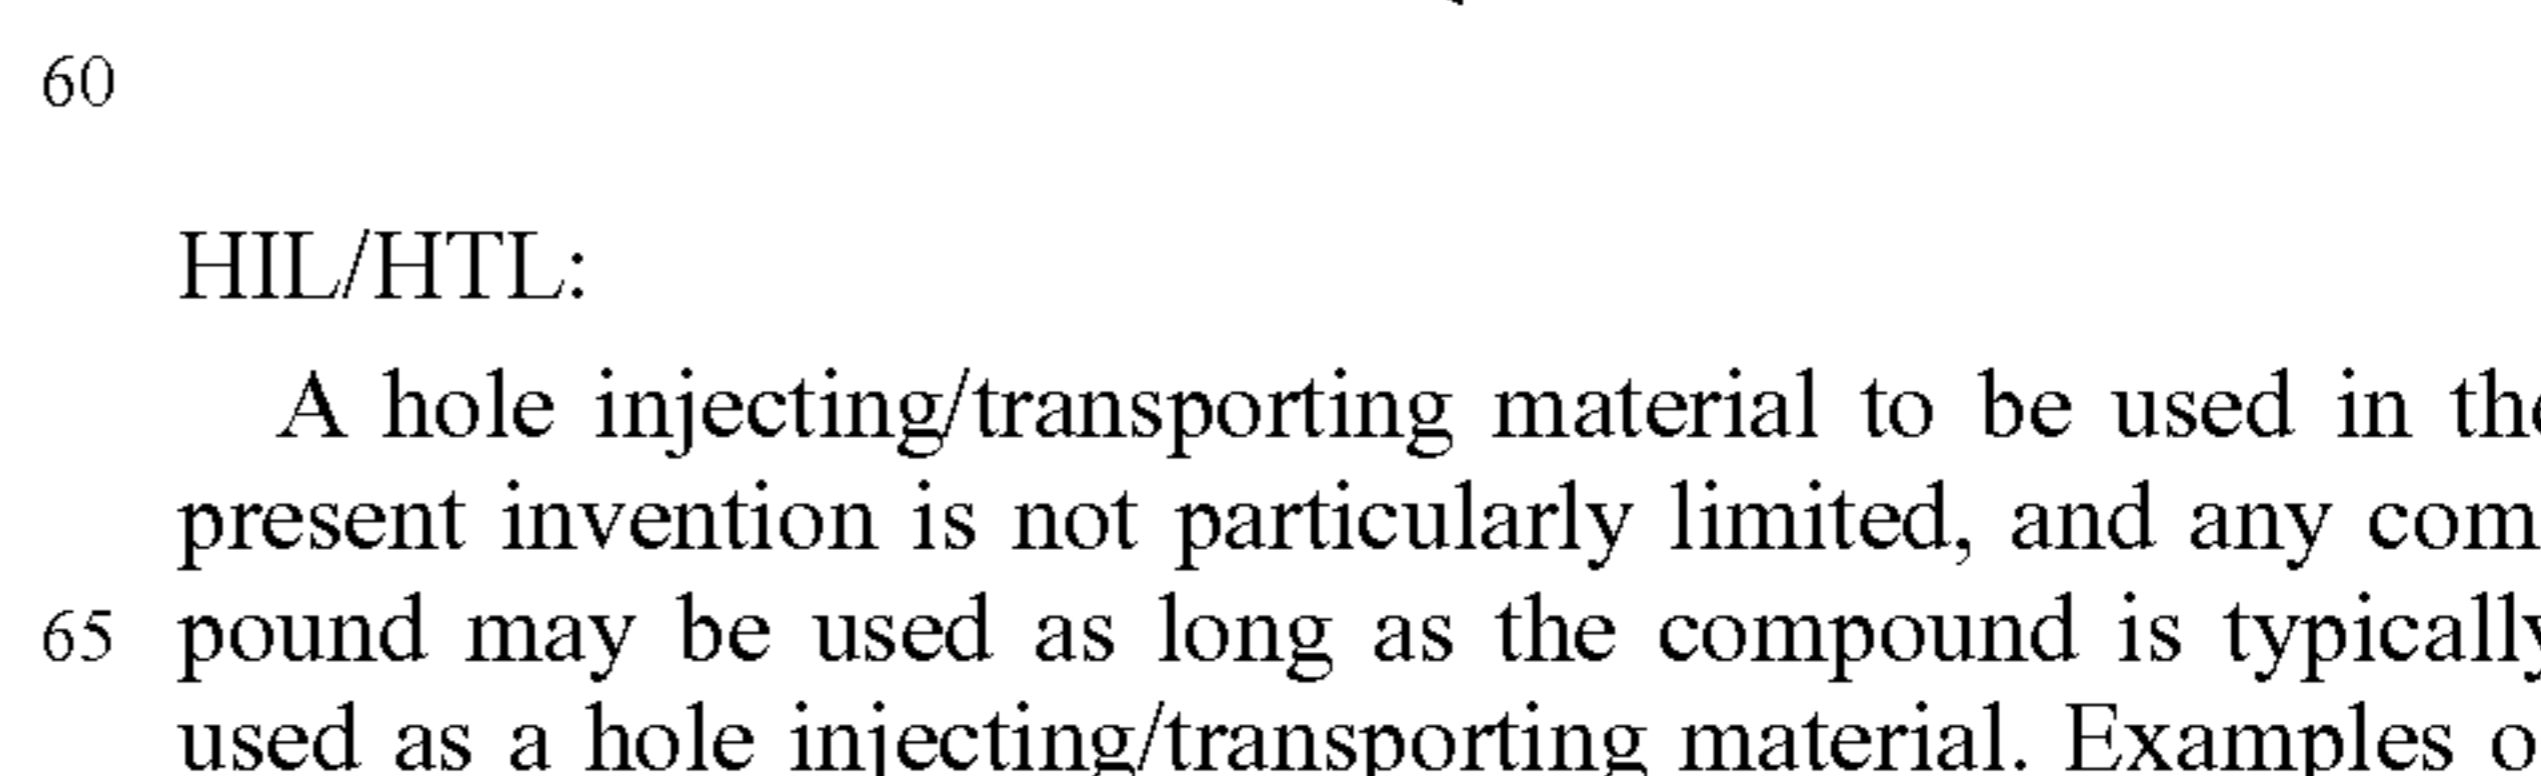 60
HIL/HTL:
A hole injecting/transporting material to be used in the
present invention is not particularly limited, and any com
65 pound may be used as long as the compound is typically
used as a hole injecting/transporting material. Examples